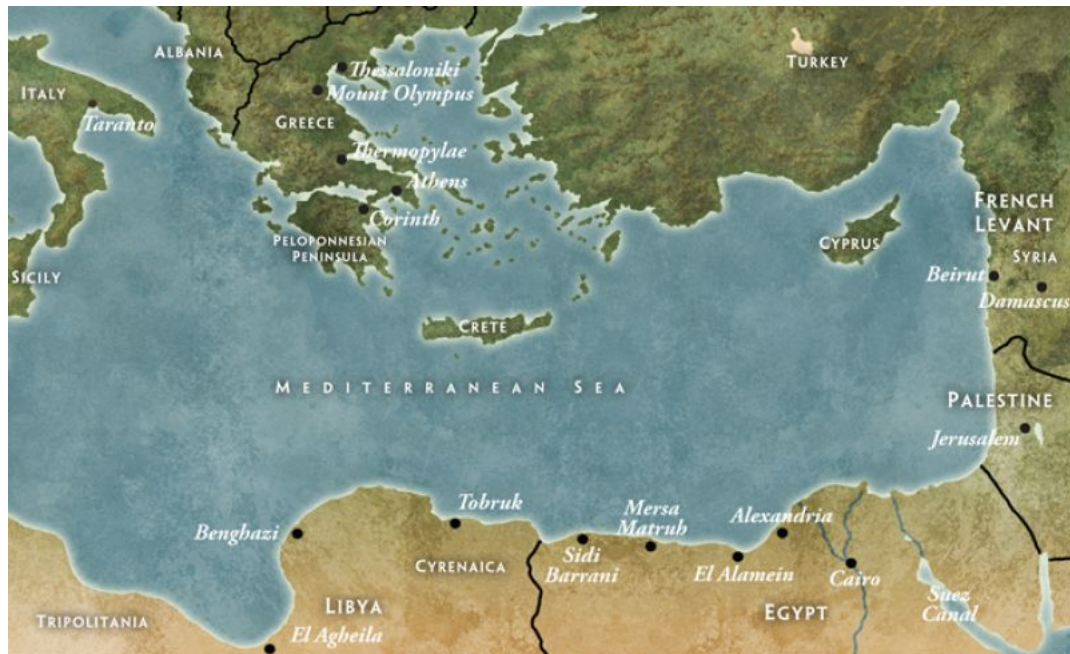 ALBANIA
TURKEY
Thessaloniki
ITALY
Mount Olympus
Taranto
GREECE
Thermopylae
Athens
FRENCH
LEVANT
Corinth
PELOPONNESIAN
PENINSULA
CYPRUS
SYRIA
SICILY
Beirut
Damascus
CRETE
MEDITERRANEAN SEA
PALESTINE
Jerusalem
Tobruk
Mersa
Matruh
Alexandria
Benghazi
Sidi
Barrani
CYRENAICA
El Alamein
Cairo
Suez
Canal
LIBYA
EGYPT
TRIPOLITANIA
El Agheila